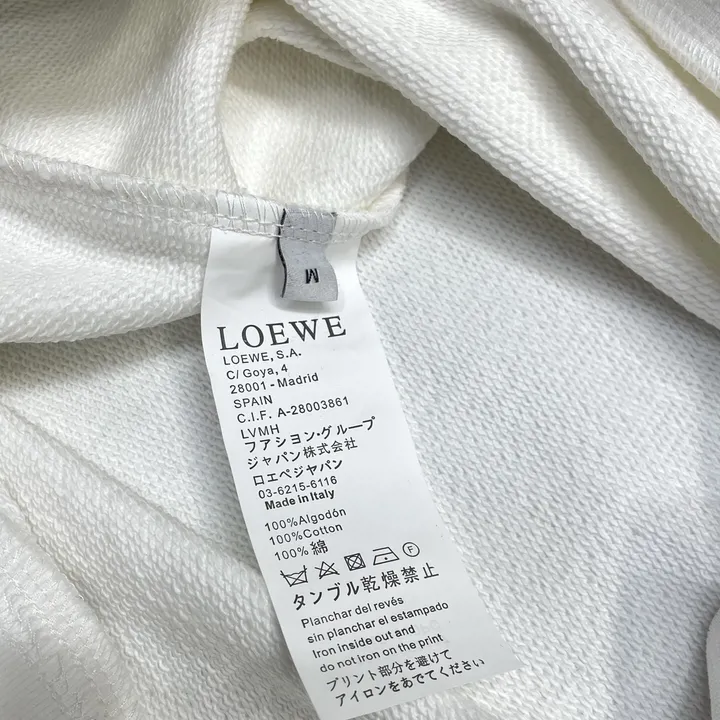 M
LOEWE
LOEWE, S.A.
C/ Goya, 4
28001 - Madrid
SPAIN
C.I.F. A-28003861
LVMH
フアション・グループ
ジャパン株式会社
ロエベジャパン
03-6215-6116
Made in Italy
100%Algodón
100%Cotton
100% 綿
F
タンブル乾燥禁止
Planchar del revés
sin planchar el estampado
Iron inside out and
do not iron on the print
プリント部分を避けて
アイロンをあでてください